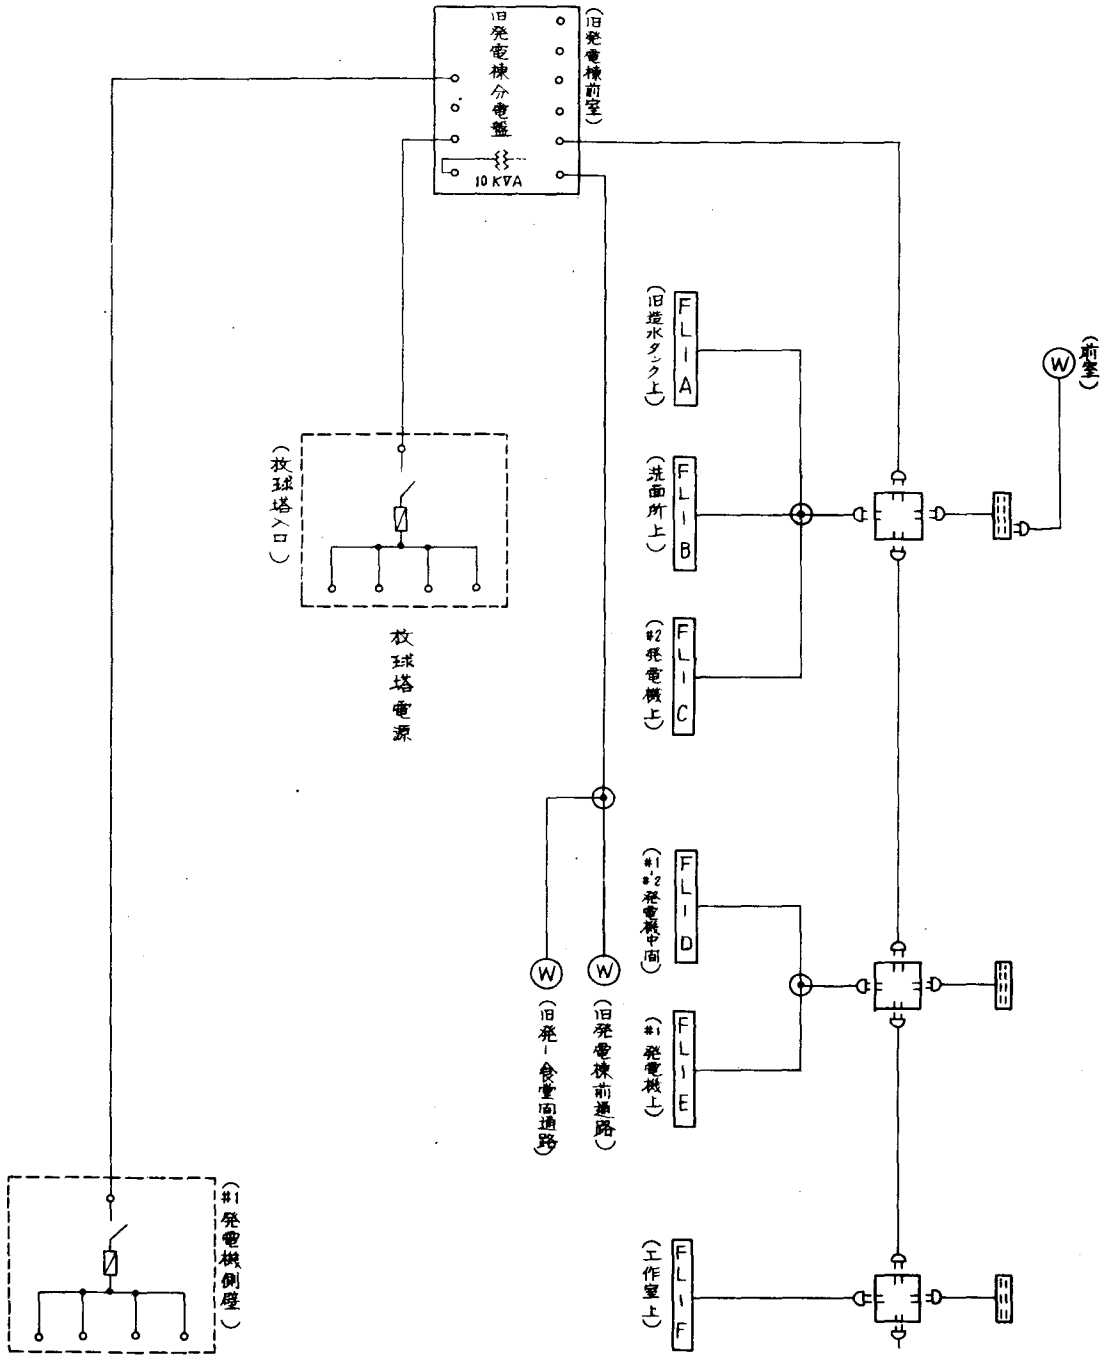 旧発電棟分電盤
(旧発電棟前室)
10 KVA
FL-A
(旧造水タンク上)
W
(前室)
FL-B
(洗面所上)
FL-C
(#2発電機上)
(放球塔入口)
放球塔電源
FL-D
(#1 #2発電機中間)
FL-E
(#1発電機上)
W
(旧発-食堂間通路)
W
(旧発電棟前通路)
FL-F
(工作室上)
(#1発電機側壁)